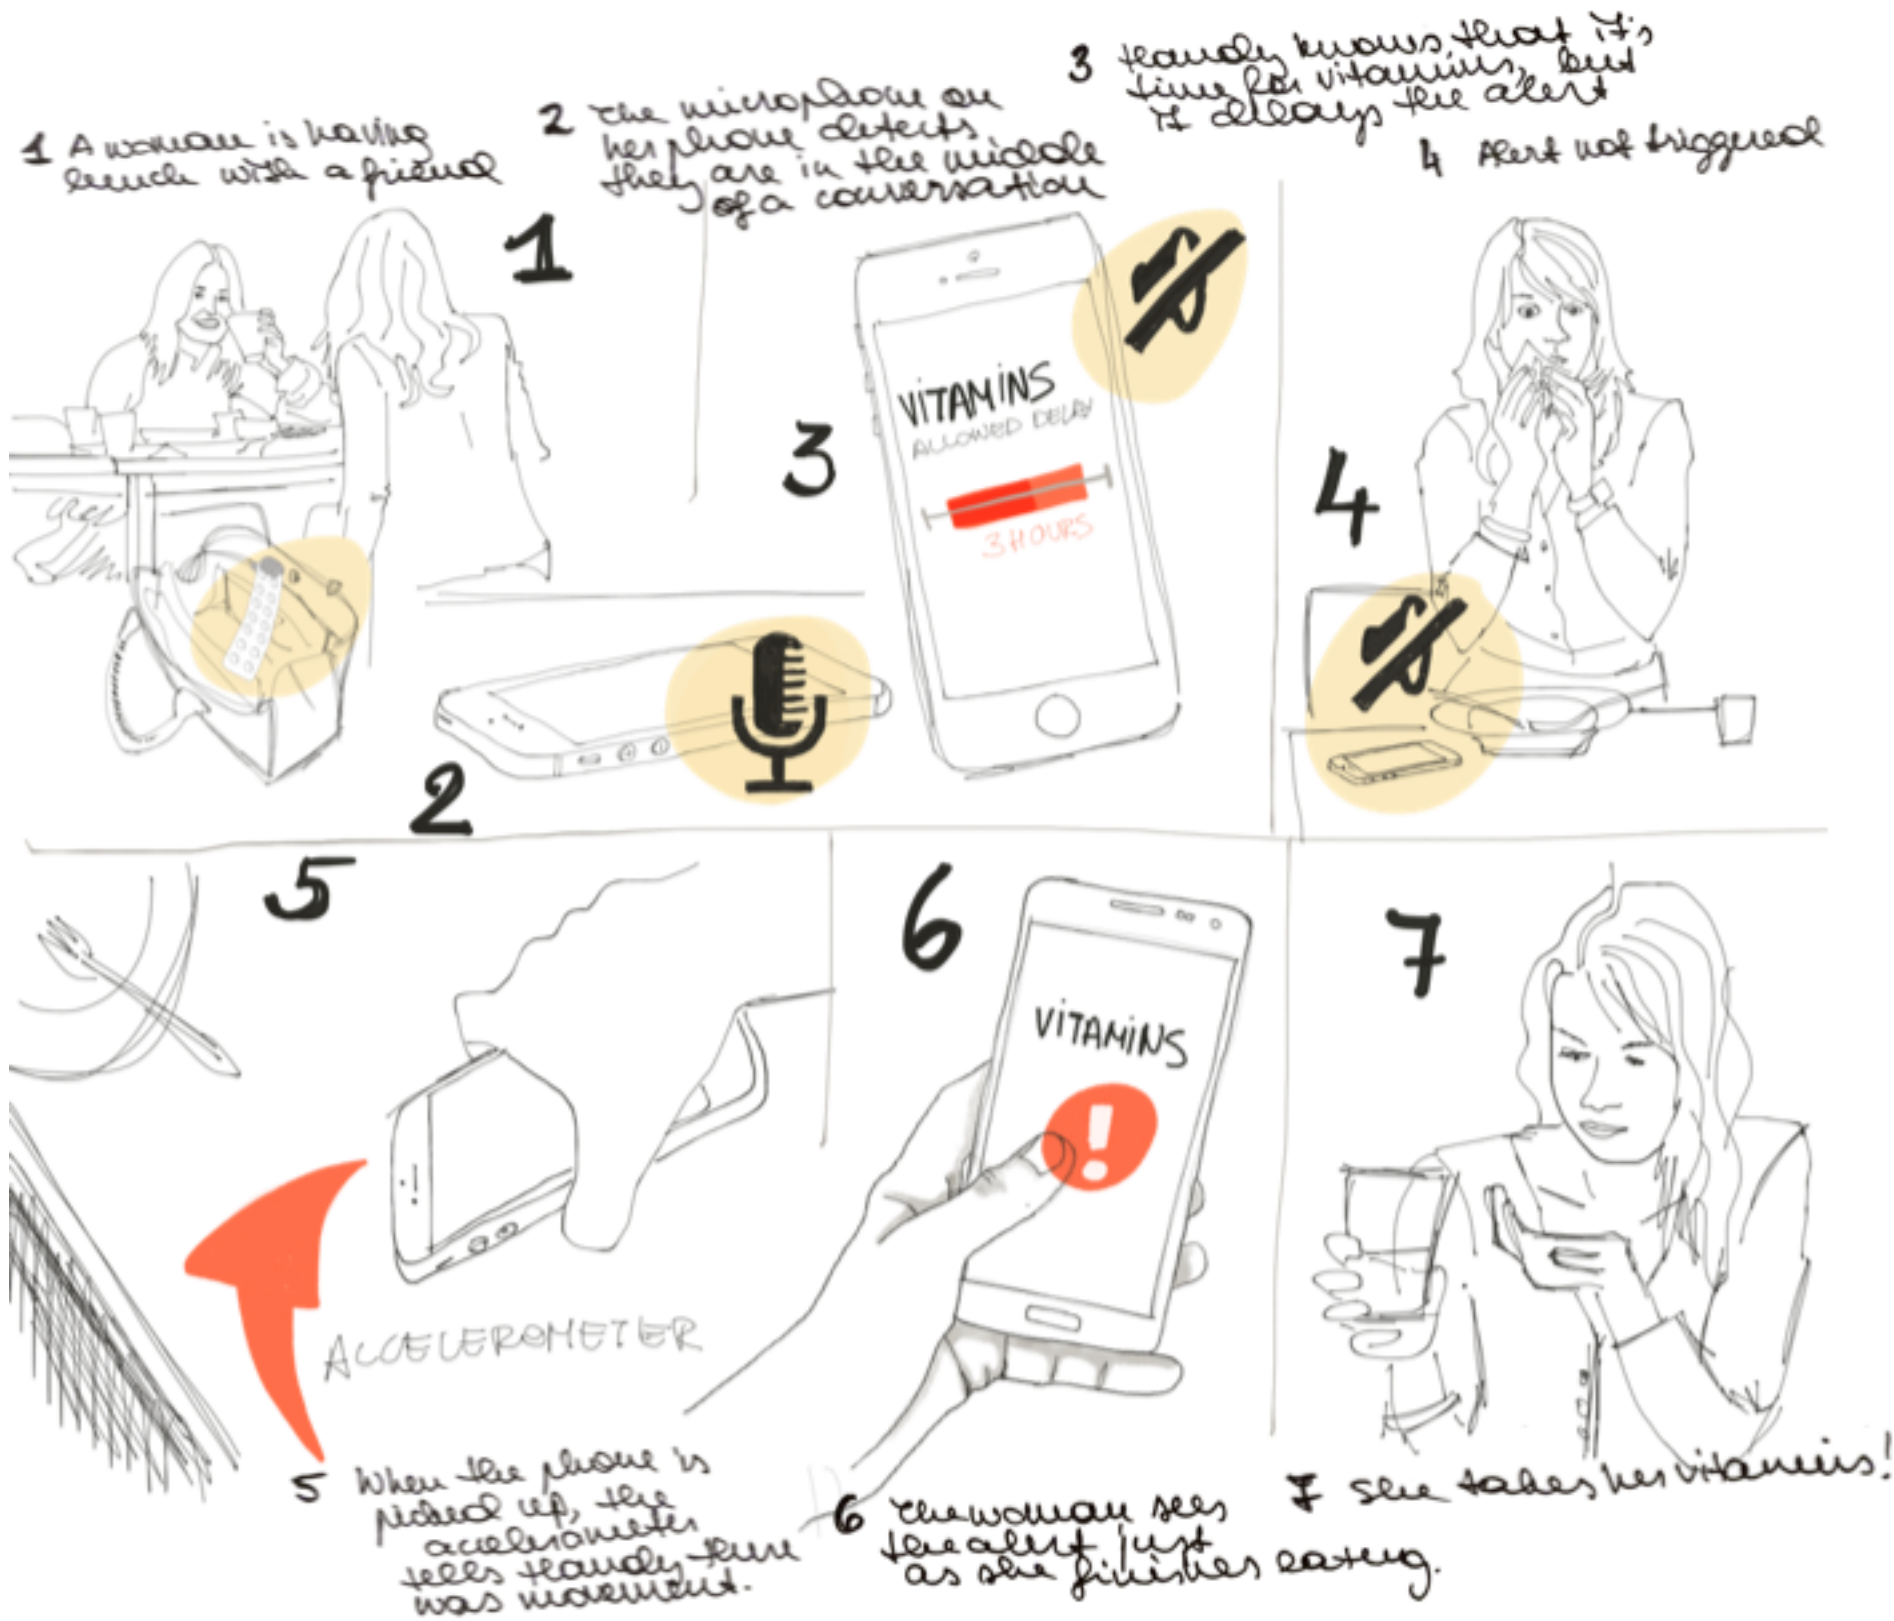 1 A woman is having
lunch with a friend
2 The microphone on
her phone detects
they are in the middle
of a conversation
3 Handy knows that it's
time for vitamins, but
it delays the alert
4 Alert not triggered
1
2
3
VITAMINS
ALLOWED DELAY
3 HOURS
4
5
ACCELEROMETER
5 When the phone is
picked up, the
accelerometer
tells Handy there
was movement.
6
VITAMINS
!
6 The woman sees
the alert just
as she finishes eating.
7
7 She takes her vitamins!